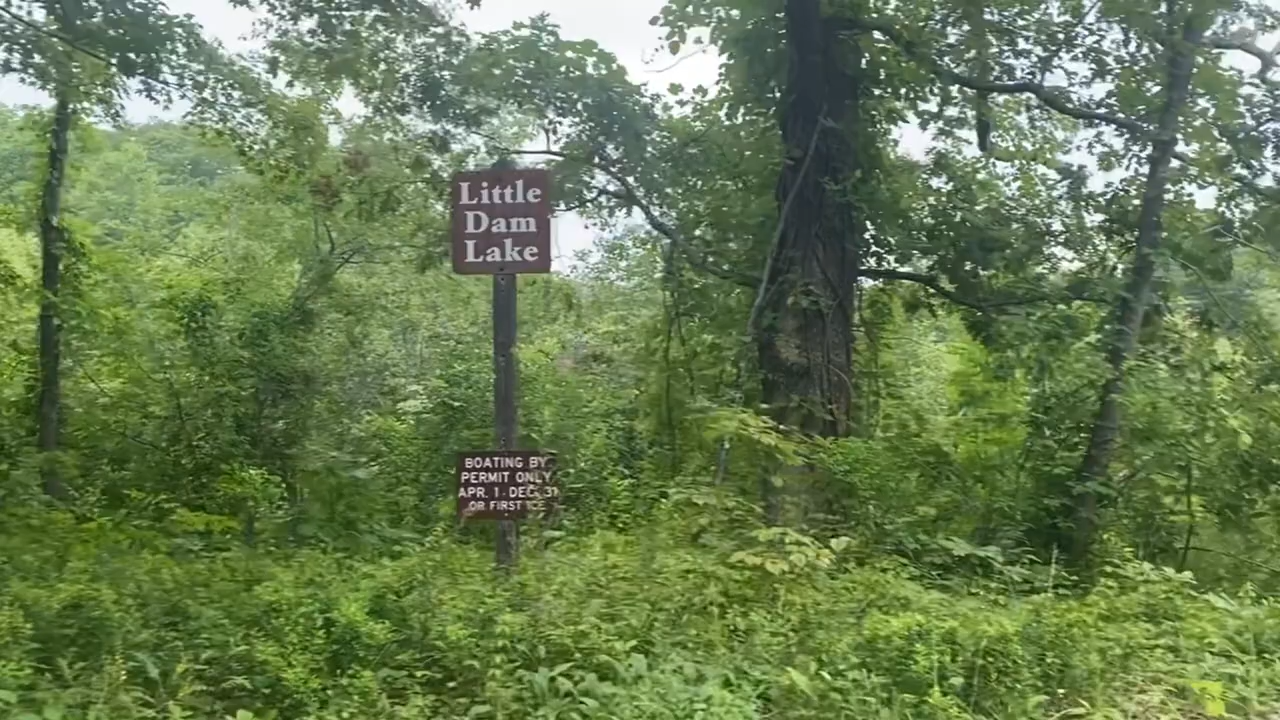 Little
Dam
Lake
BOATING BY
PERMIT ONLY
APR. 1 - DEC. 31
OR FIRST ICE